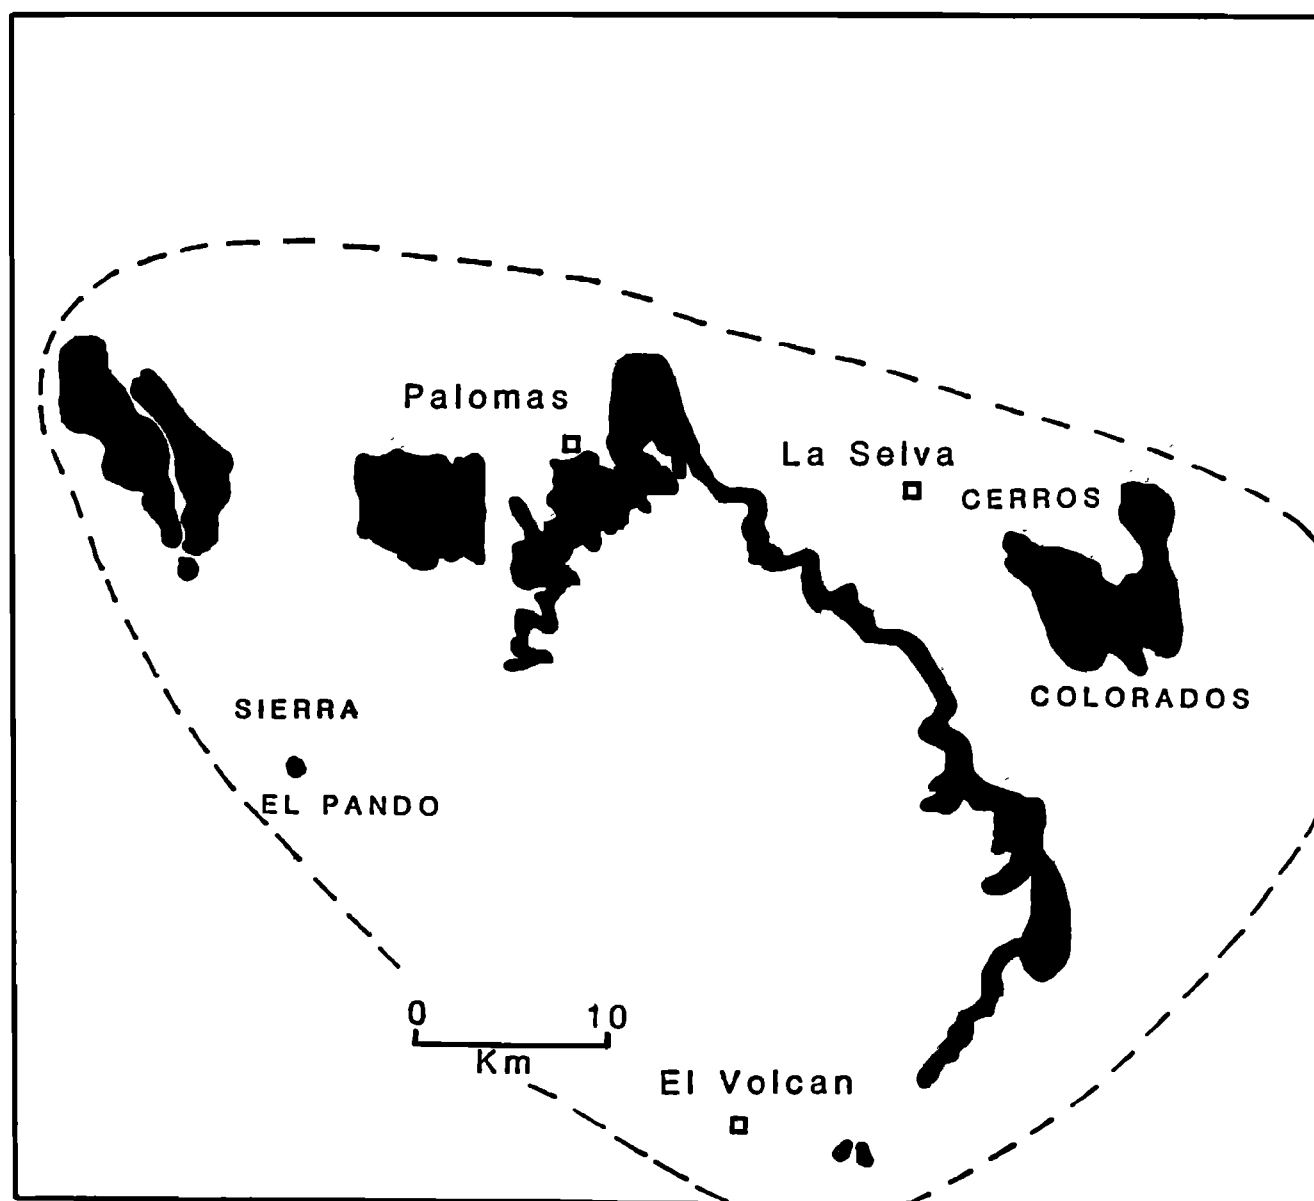 Palomas
La Selva
CERROS
COLORADOS
SIERRA
EL PANDO
0 10
Km
El Volcan